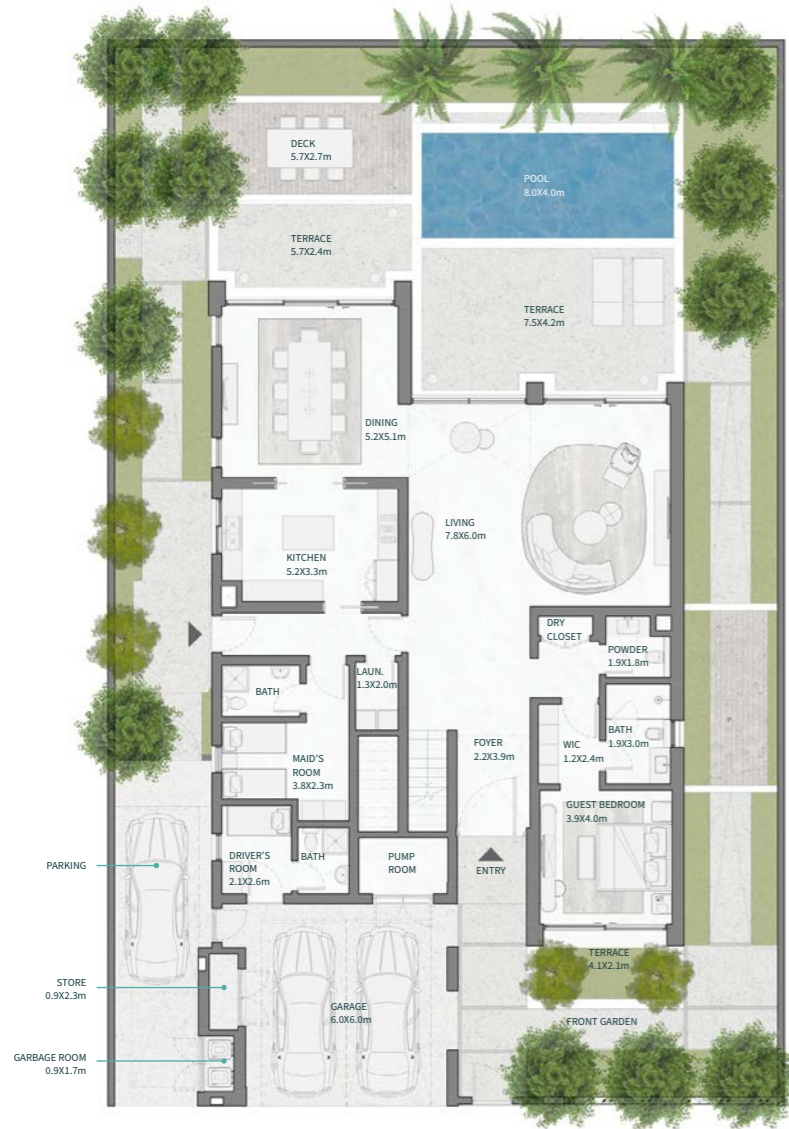 DECK
5.7X2.7m
POOL
8.0X4.0m
TERRACE
5.7X2.4m
TERRACE
7.5X4.2m
DINING
5.2X5.1m
LIVING
7.8X6.0m
KITCHEN
5.2X3.3m
DRY
CLOSET
POWDER
1.9X1.8m
LAUN.
1.3X2.0m
BATH
BATH
1.9X3.0m
FOYER
2.2X3.9m
WIC
1.2X2.4m
MAID'S
ROOM
3.8X2.3m
GUEST BEDROOM
3.9X4.0m
DRIVER'S
ROOM
2.1X2.6m
BATH
PUMP
ROOM
ENTRY
PARKING
TERRACE
4.1X2.1m
STORE
0.9X2.3m
GARAGE
6.0X6.0m
FRONT GARDEN
GARBAGE ROOM
0.9X1.7m